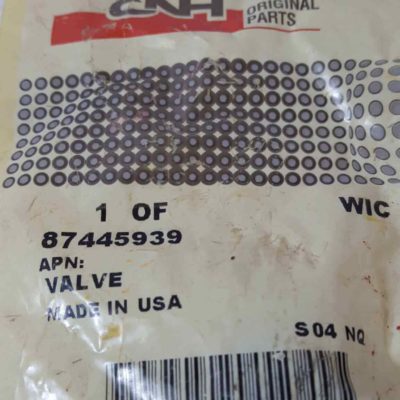 CNH ORIGINAL
PARTS
1 OF WIC
87445939
APN:
VALVE
MADE IN USA
S04 NQ